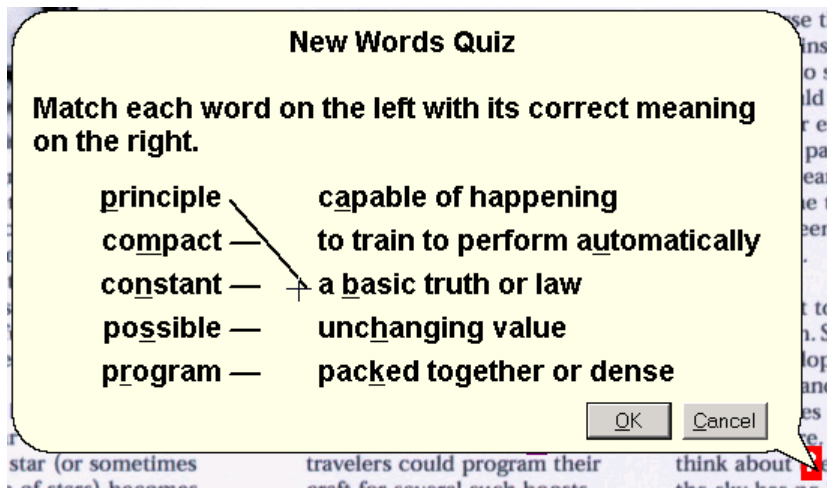 New Words Quiz
Match each word on the left with its correct meaning
on the right.
principle capable of happening
compact — to train to perform automatically
constant — a basic truth or law
possible — unchanging value
program — packed together or dense
OK Cancel
star (or sometimes travelers could program their think about